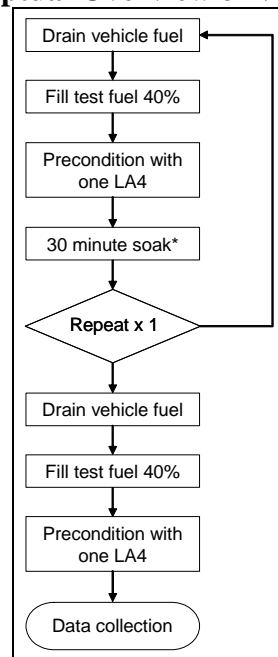 Drain vehicle fuel
Fill test fuel 40%
Precondition with
one LA4
30 minute soak*
Repeat x 1
Drain vehicle fuel
Fill test fuel 40%
Precondition with
one LA4
Data collection